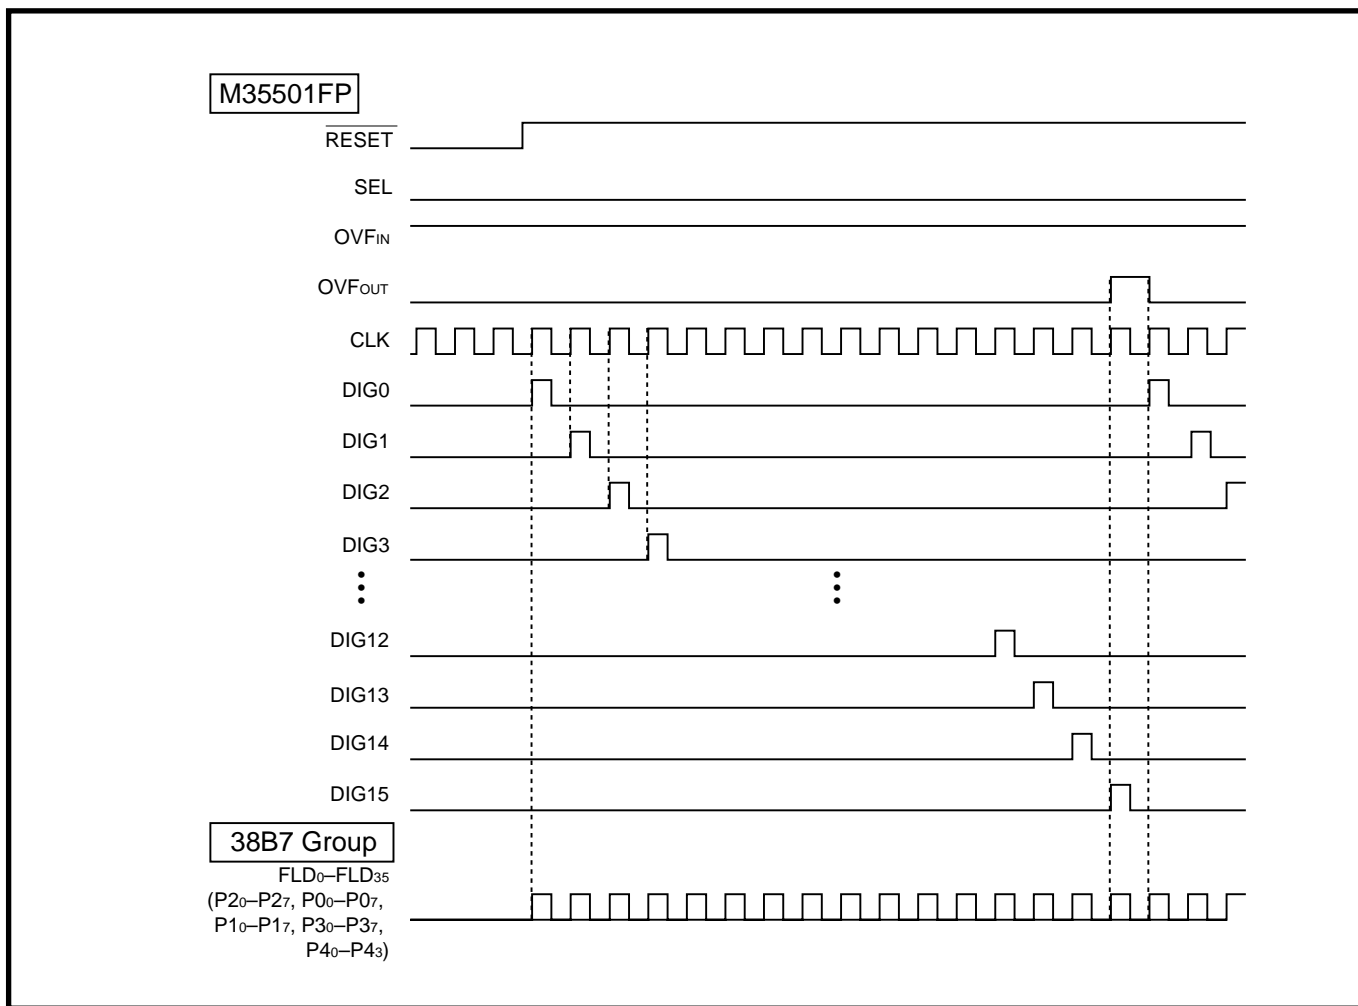 M35501FP
RESET
SEL
OVFIN
OVFOUT
CLK
DIG0
DIG1
DIG2
DIG3
DIG12
DIG13
DIG14
DIG15
38B7 Group
FLD0–FLD35
(P20–P27, P00–P07,
P10–P17, P30–P37,
P40–P43)